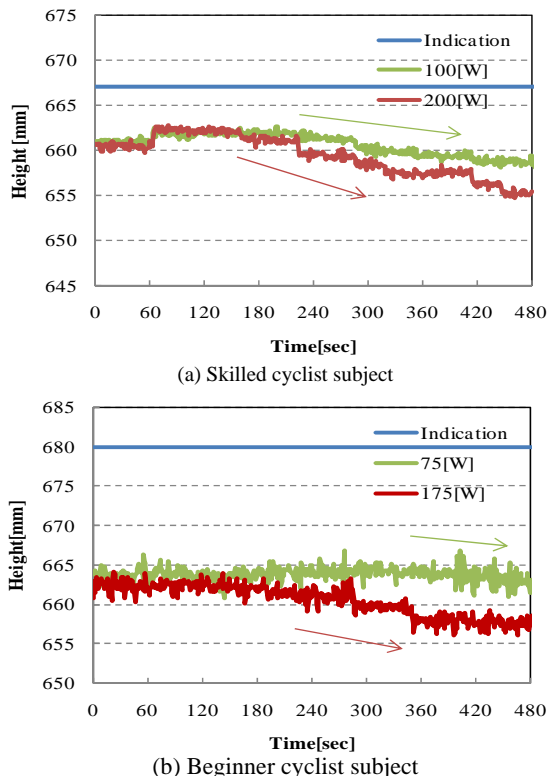 675
670
665
660
655
650
645
Height [mm]
Indication
100[W]
200[W]
0 60 120 180 240 300 360 420 480
Time[sec]
(a) Skilled cyclist subject
685
680
675
670
665
660
655
650
Height[mm]
Indication
75[W]
175[W]
0 60 120 180 240 300 360 420 480
Time[sec]
(b) Beginner cyclist subject